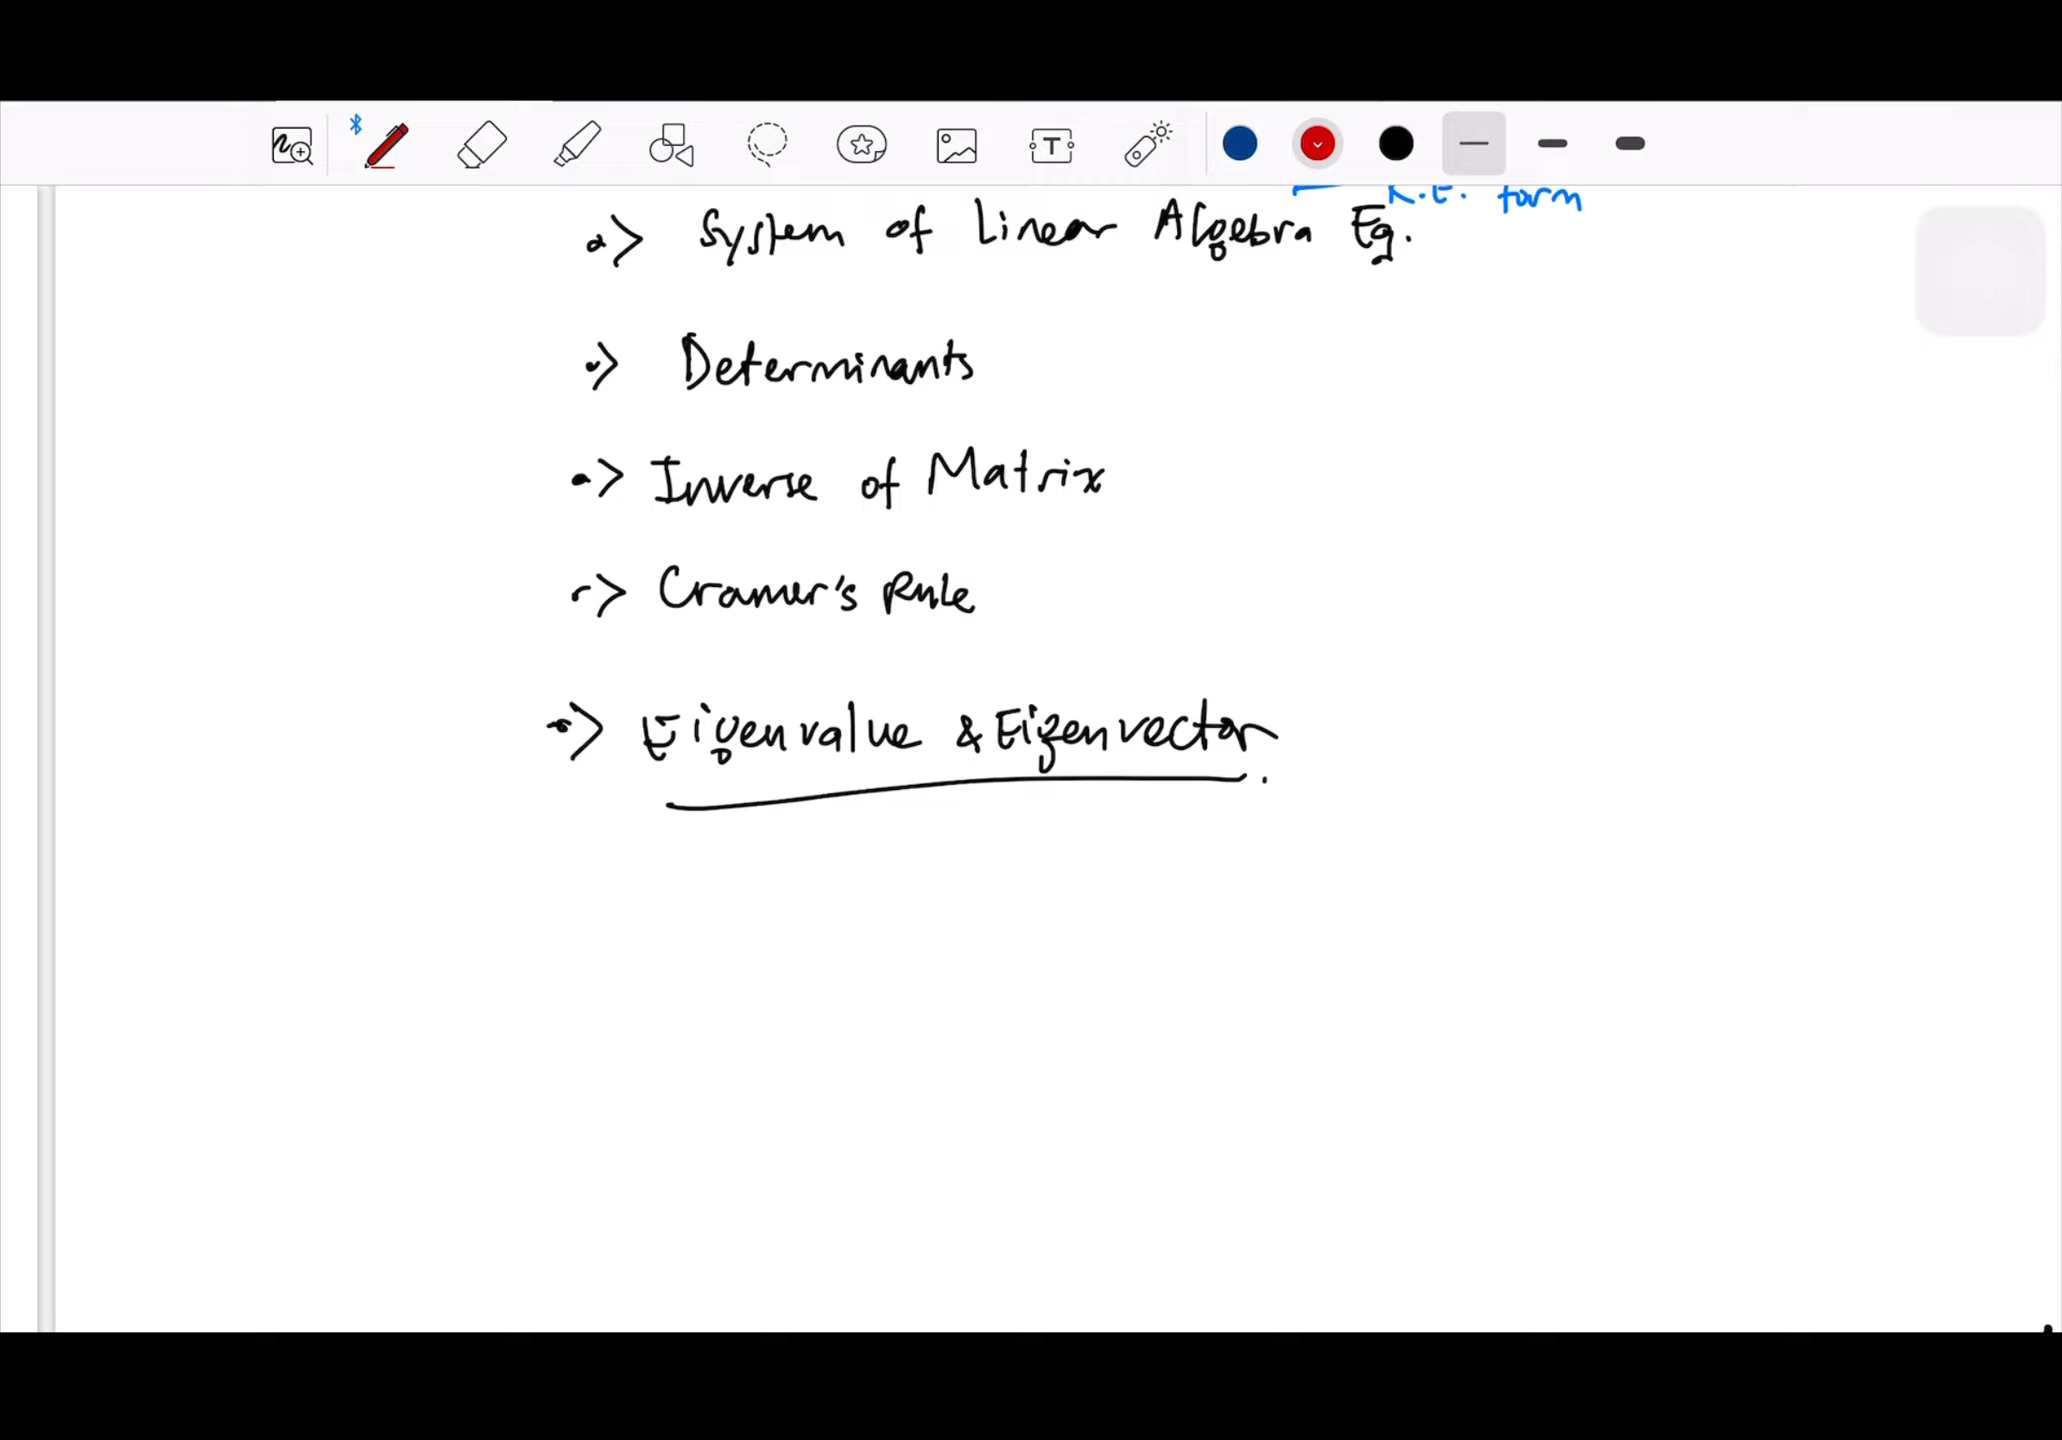 R.E. form
System of Linear Algebra Eq.
Determinants
Inverse of Matrix
Cramer's Rule
Eigenvalue & Eigenvector.